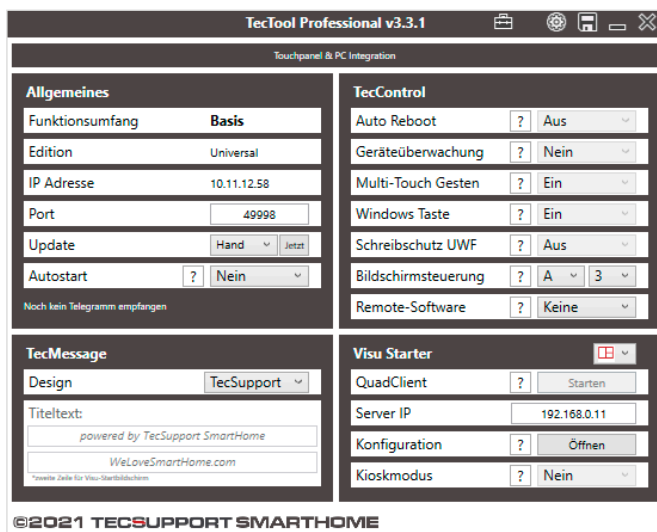 TecTool Professional v3.3.1
Touchpanel & PC Integration
Allgemeines
Funktionsumfang Basis
Edition Universal
IP Adresse 10.11.12.58
Port 49998
Update Hand Jetzt
Autostart ? Nein
Noch kein Telegramm empfangen
TecControl
Auto Reboot ? Aus
Geräteüberwachung ? Nein
Multi-Touch Gesten ? Ein
Windows Taste ? Ein
Schreibschutz UWF ? Aus
Bildschirmsteuerung ? A 3
Remote-Software ? Keine
TecMessage
Design TecSupport
Titeltext:
powered by TecSupport SmartHome
WeLoveSmartHome.com
*zweite Zeile für Visu-Startbildschirm
Visu Starter
QuadClient ? Starten
Server IP 192.168.0.11
Konfiguration ? Öffnen
Kioskmodus ? Nein
©2021 TECSUPPORT SMARTHOME